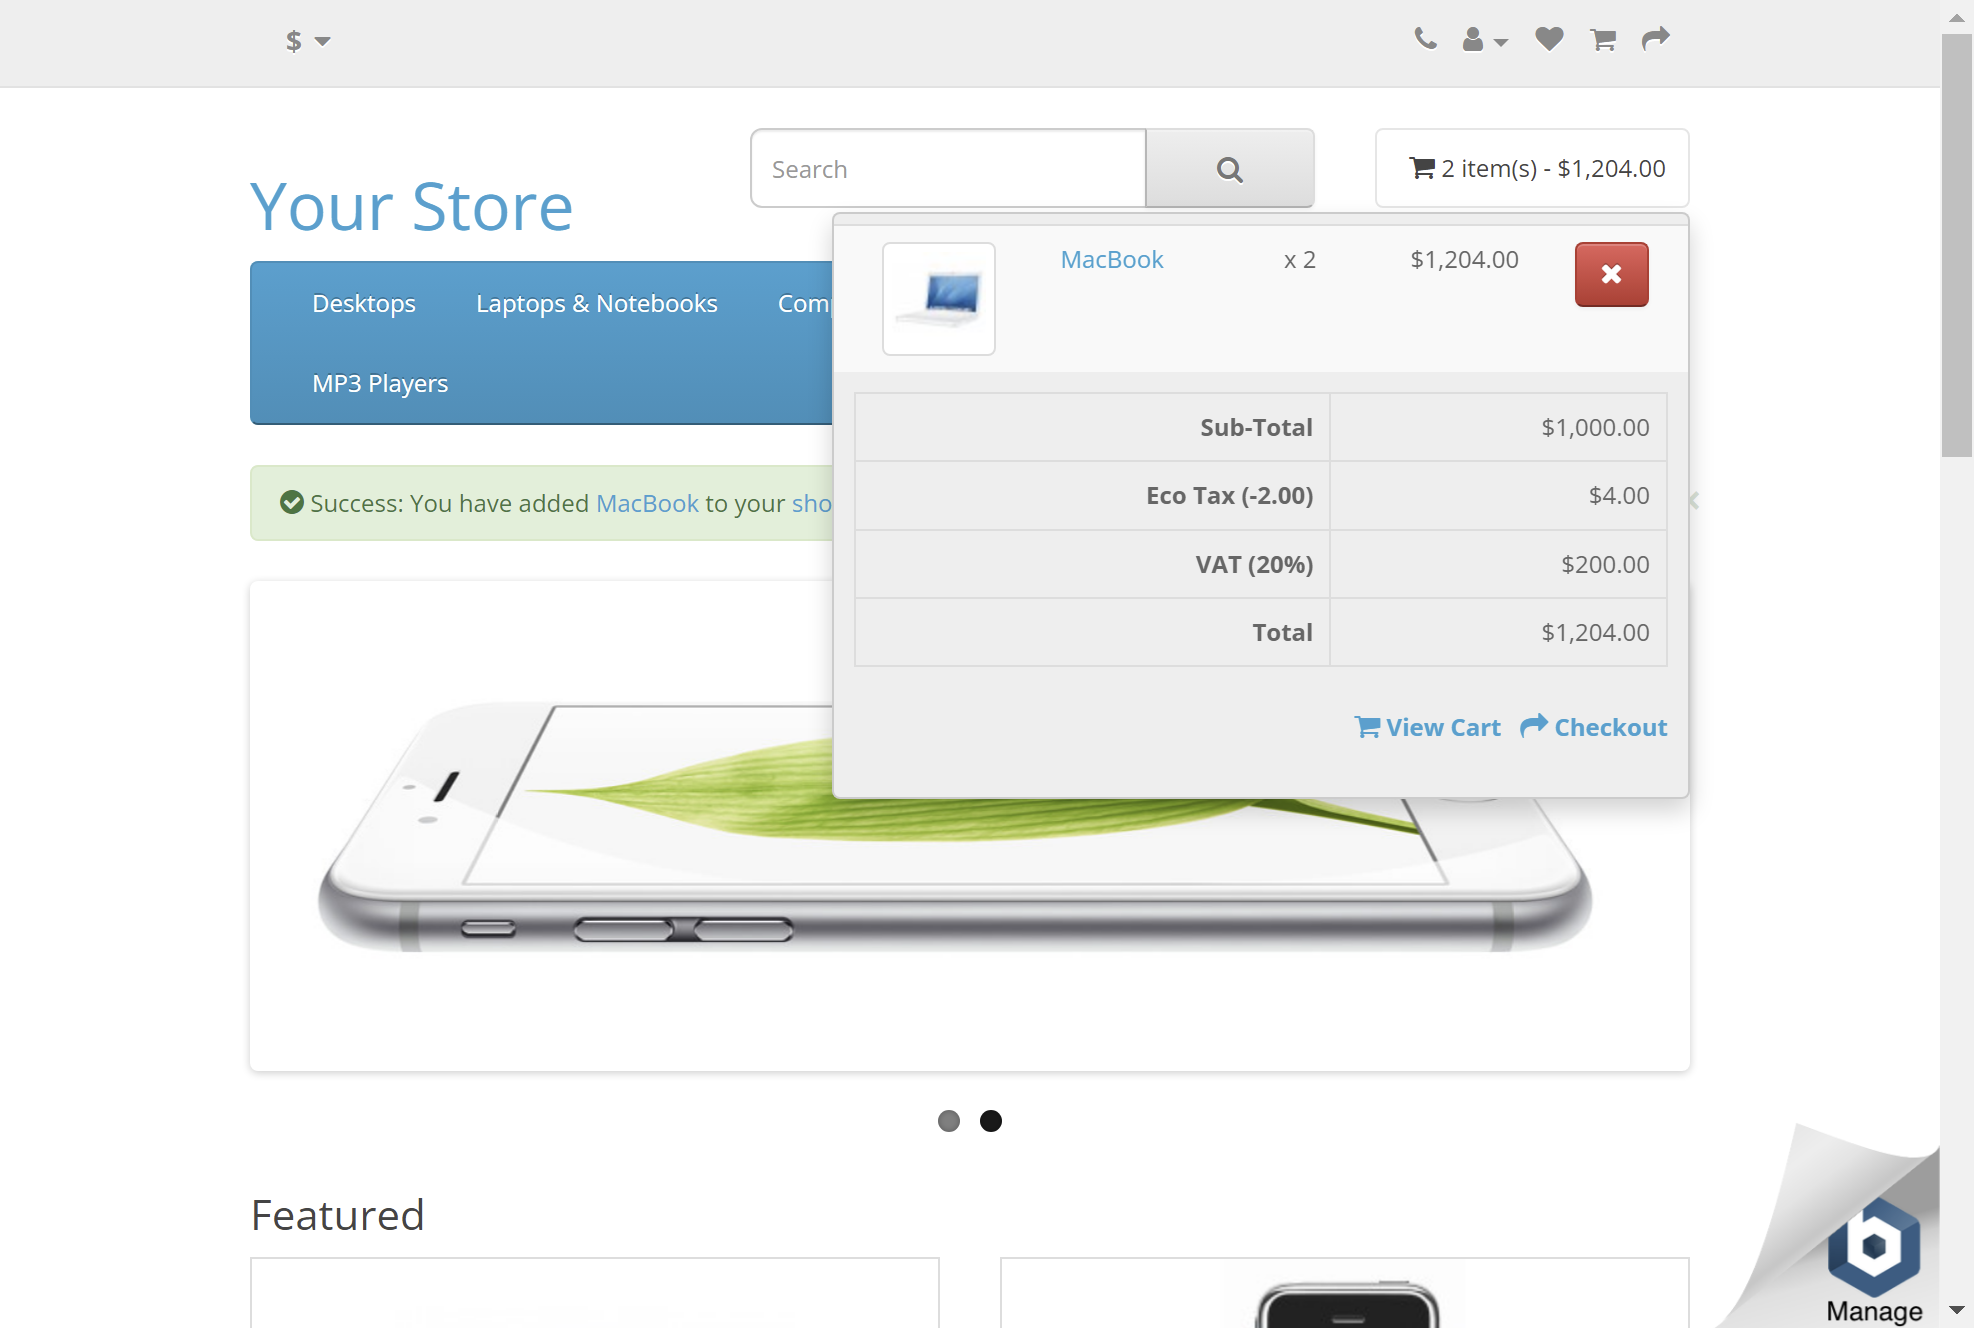 $
Search
2 item(s) - $1,204.00
Your Store
MacBook x 2 $1,204.00
Desktops Laptops & Notebooks
MP3 Players
Sub-Total $1,000.00
Eco Tax (-2.00) $4.00
Success: You have added MacBook to your
VAT (20%) $200.00
Total $1,204.00
View Cart Checkout
Featured
Manage